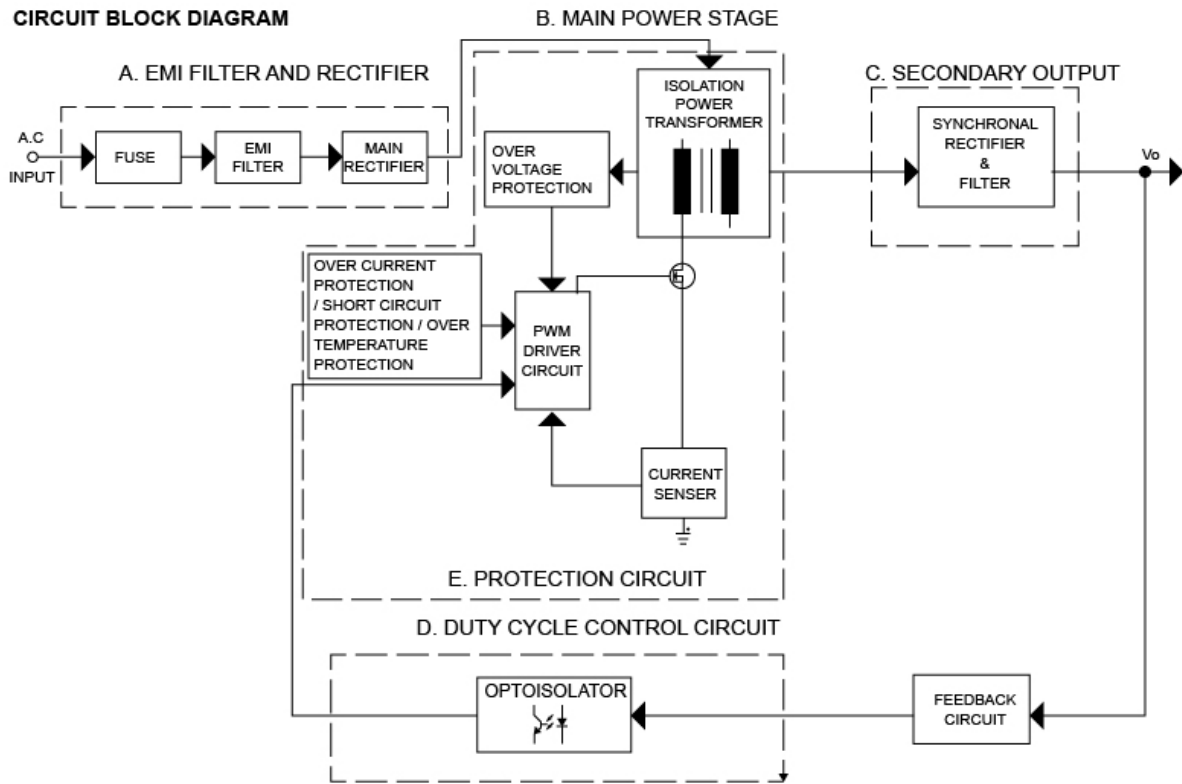 CIRCUIT BLOCK DIAGRAM
B. MAIN POWER STAGE
A. EMI FILTER AND RECTIFIER
C. SECONDARY OUTPUT
A.C
INPUT
FUSE
EMI
FILTER
MAIN
RECTIFIER
OVER
VOLTAGE
PROTECTION
ISOLATION
POWER
TRANSFORMER
SYNCHRONAL
RECTIFIER
&
FILTER
Vo
OVER CURRENT
PROTECTION
/ SHORT CIRCUIT
PROTECTION / OVER
TEMPERATURE
PROTECTION
PWM
DRIVER
CIRCUIT
CURRENT
SENSER
E. PROTECTION CIRCUIT
D. DUTY CYCLE CONTROL CIRCUIT
OPTOISOLATOR
FEEDBACK
CIRCUIT